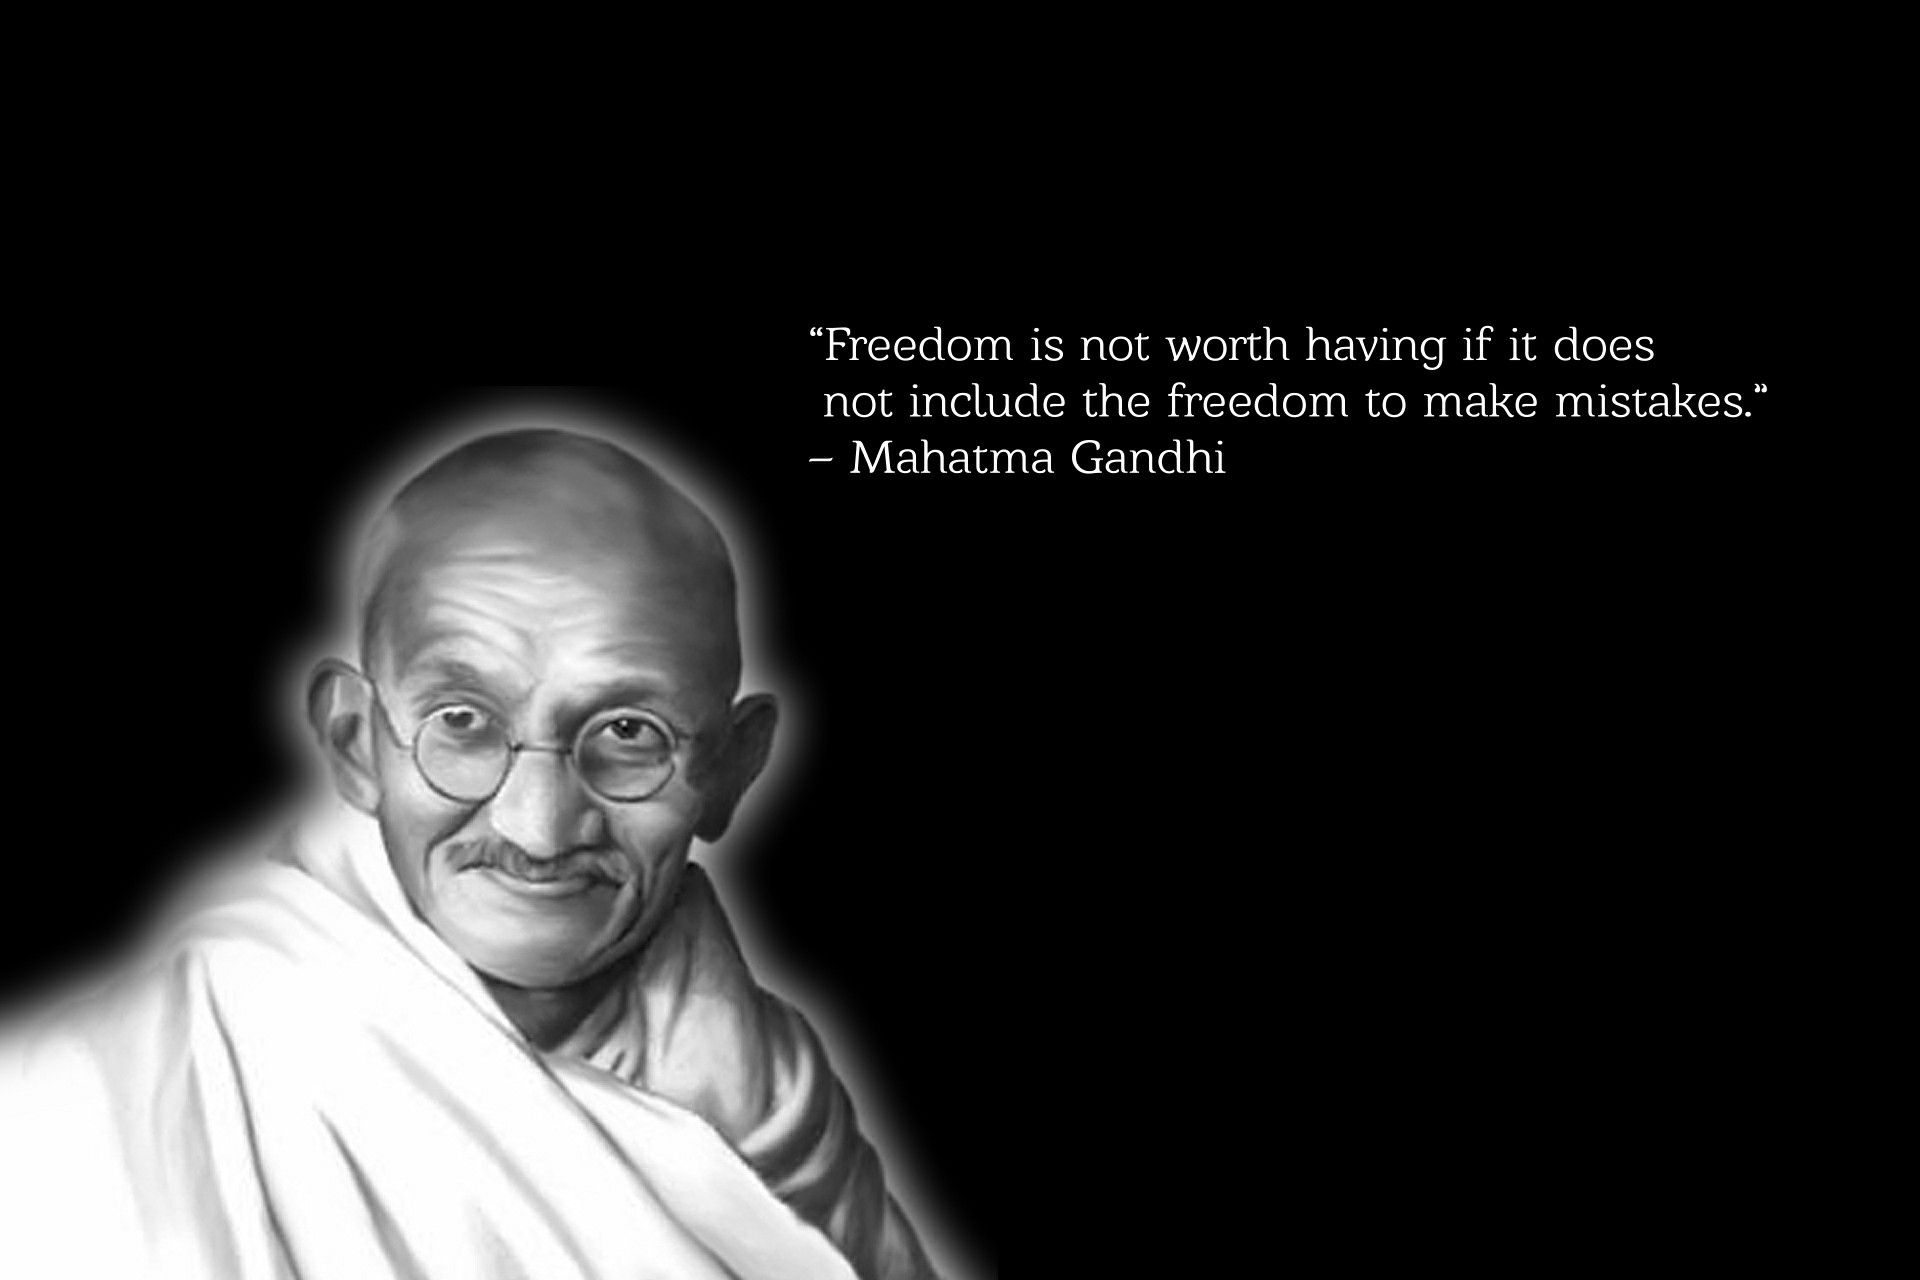 “Freedom is not worth having if it does
not include the freedom to make mistakes.”
– Mahatma Gandhi